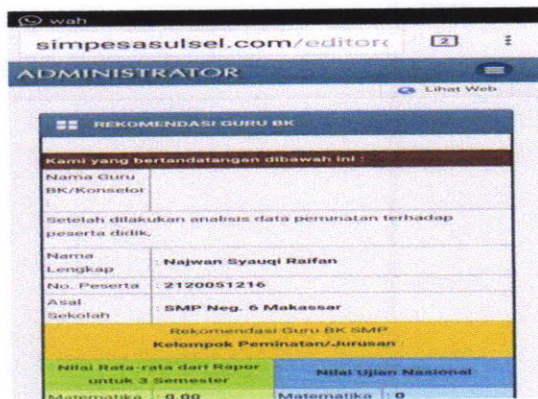 wah
simpesasulsel.com/editor
2
ADMINISTRATOR
Lihat Web
REKOMENDASI GURU BK
Kami yang bertandatangan dibawah ini :
Nama Guru BK/Konselor
Setelah dilakukan analisis data peminatan terhadap
peserta didik,
Nama Lengkap : Najwan Syauqi Raifan
No. Peserta : 2120051216
Asal Sekolah : SMP Neg. 6 Makassar
Rekomendasi Guru BK SMP
Kelompok Peminatan/Jurusan
Nilai Rata-rata dari Rapor
untuk 3 Semester
Nilai Ujian Nasional
Matematika : 0.00 Matematika : 0